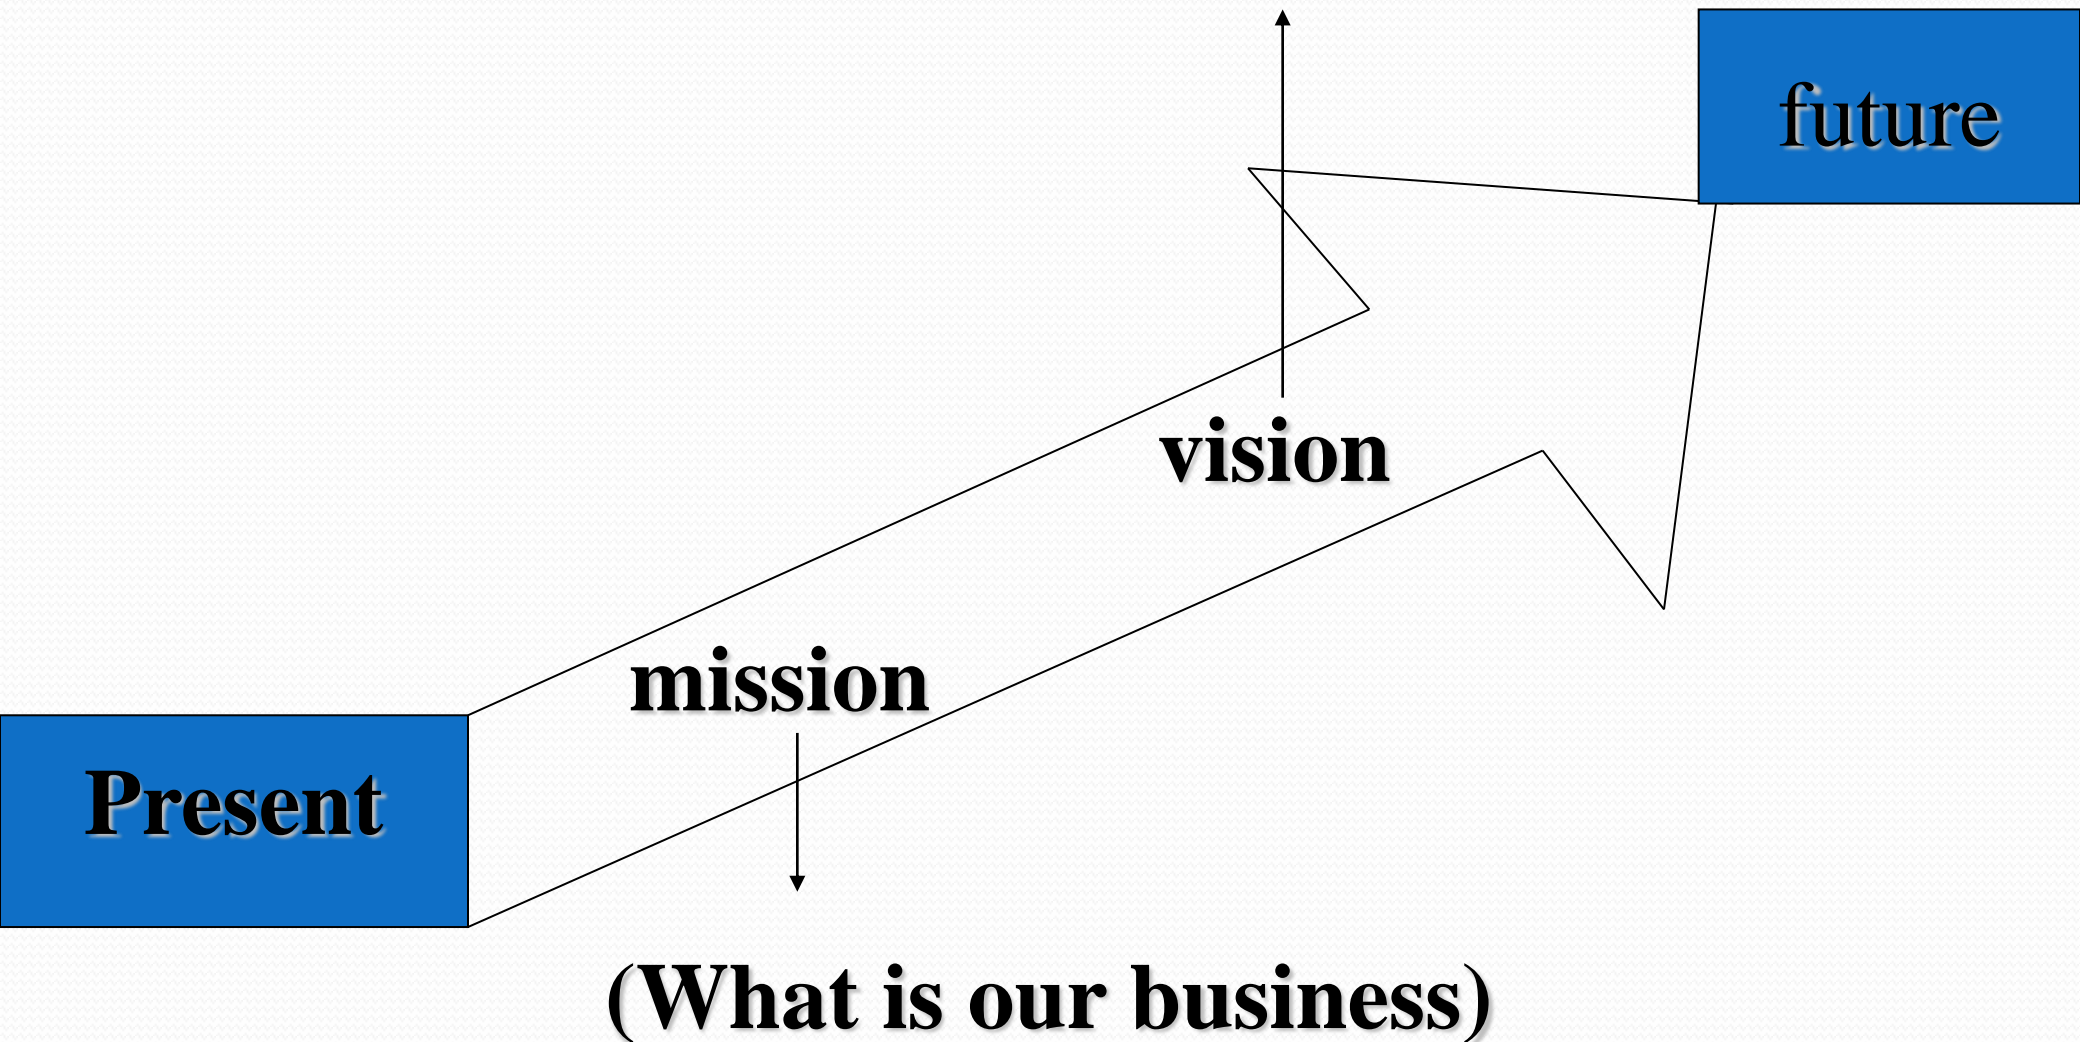 future
vision
mission
Present
(What is our business)